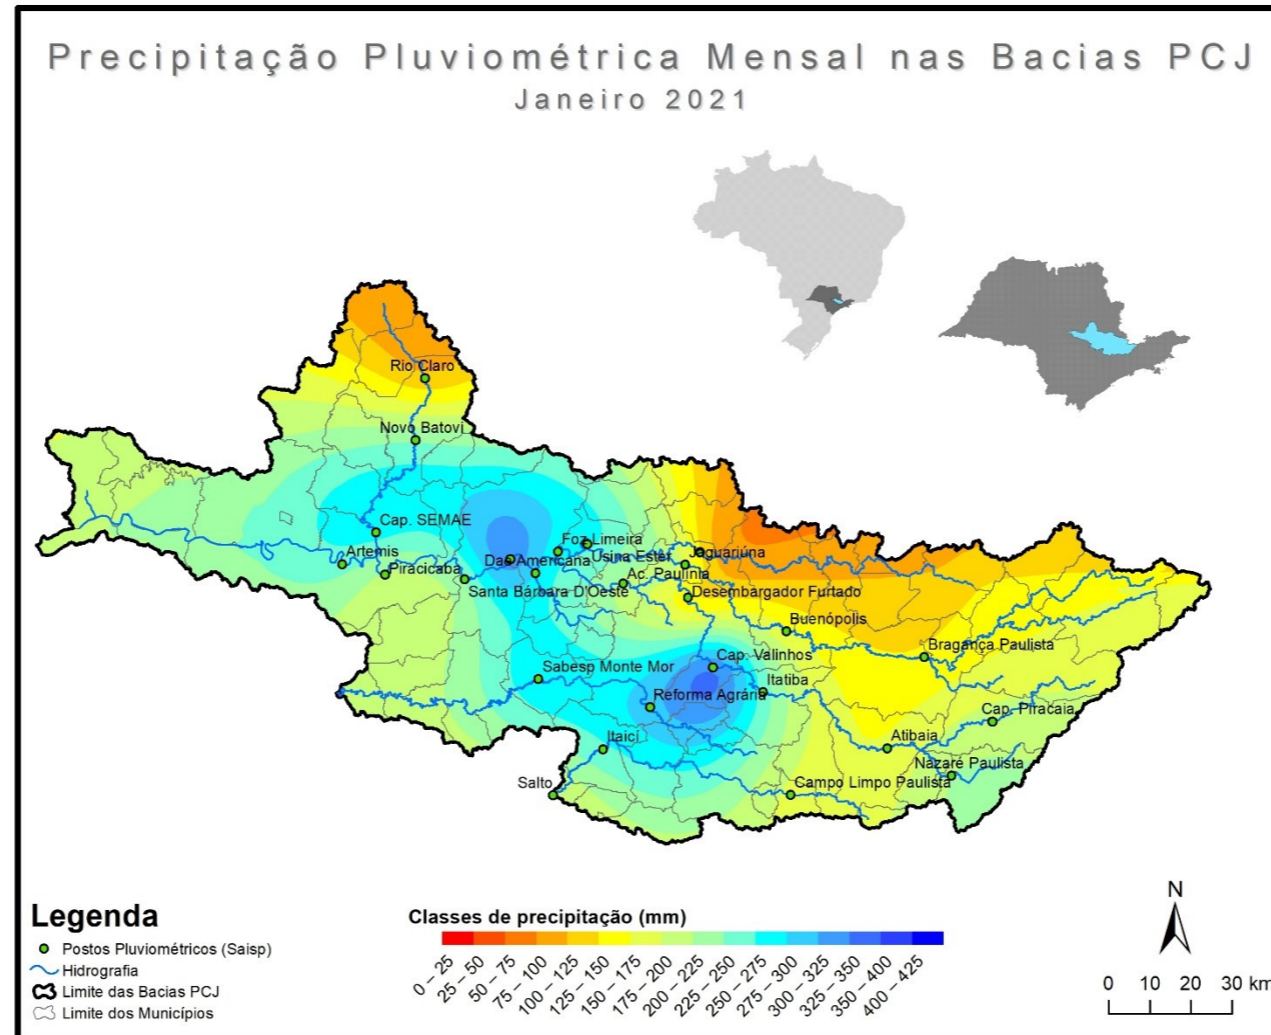 Precipitação Pluviométrica Mensal nas Bacias PCJ
Janeiro 2021
Rio Claro
Novo Batovi
Cap. SEMAE
Artemis
Piracicaba
Foz Limeira
Usina Ester
Dae Americana
Santa Bárbara D'Oeste
Ac. Paulínia
Jaguariúna
Desembargador Furtado
Buenópolis
Bragança Paulista
Cap. Valinhos
Sabesp Monte Mor
Itatiba
Reforma Agrária
Cap. Piracaia
Itaicí
Atibaia
Nazaré Paulista
Salto
Campo Limpo Paulista
Legenda
Postos Pluviométricos (Saisp)
Hidrografia
Limite das Bacias PCJ
Limite dos Municípios
Classes de precipitação (mm)
0 – 25
25 – 50
50 – 75
75 – 100
100 – 125
125 – 150
150 – 175
175 – 200
200 – 225
225 – 250
275 – 300
300 – 325
325 – 350
350 – 400
400 – 425
N
0 10 20 30 km